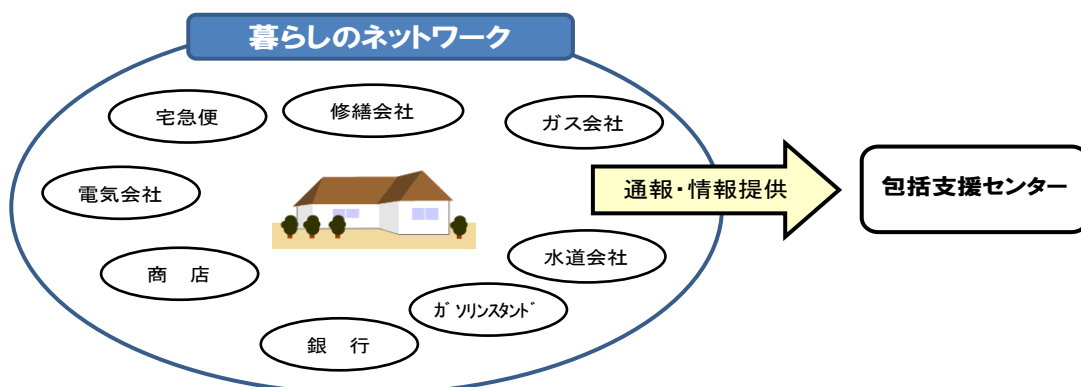 暮らしのネットワーク
宅急便
修繕会社
ガス会社
電気会社
通報・情報提供
包括支援センター
商　店
水道会社
ｶﾞｿﾘﾝｽﾀﾝﾄﾞ
銀　行